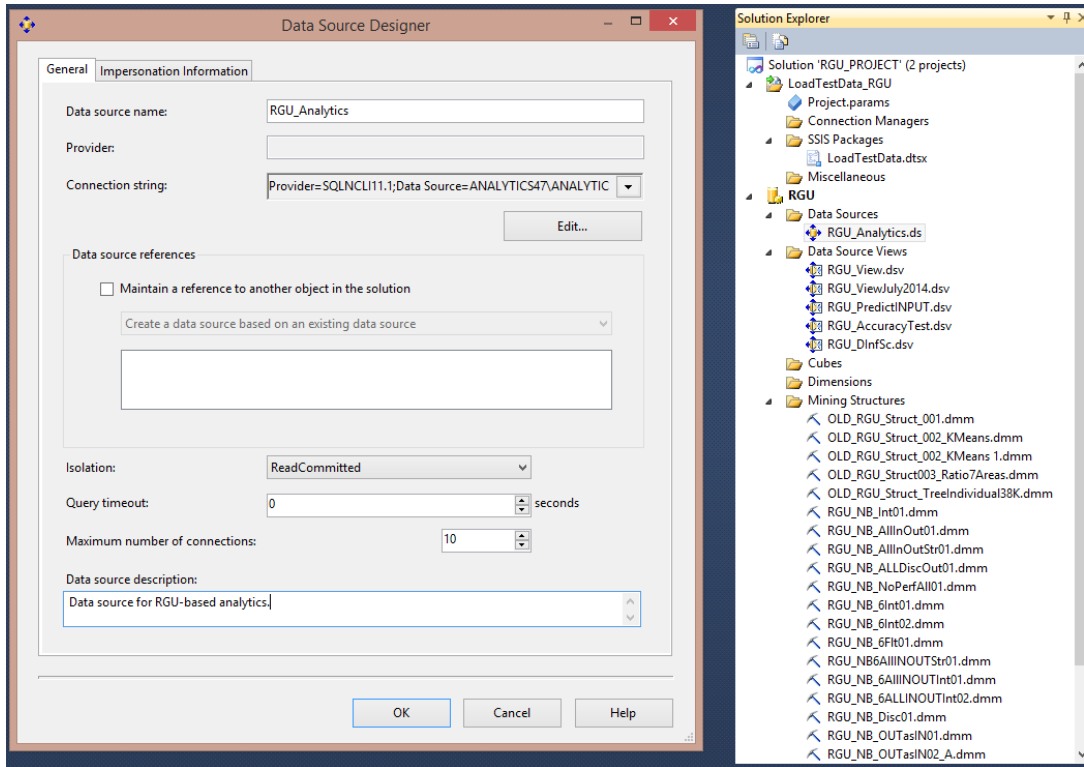 Data Source Designer
General
Impersonation Information
Data source name:
RGU_Analytics
Provider:
Connection string:
Provider=SQLNCLI11.1;Data Source=ANALYTICS47\ANALYTIC
Edit...
Data source references
Maintain a reference to another object in the solution
Create a data source based on an existing data source
Isolation:
ReadCommitted
Query timeout:
0
seconds
Maximum number of connections:
10
Data source description:
Data source for RGU-based analytics.
OK
Cancel
Help
Solution Explorer
Solution 'RGU_PROJECT' (2 projects)
LoadTestData_RGU
Project.params
Connection Managers
SSIS Packages
LoadTestData.dtsx
Miscellaneous
RGU
Data Sources
RGU_Analytics.ds
Data Source Views
RGU_View.dsv
RGU_ViewJuly2014.dsv
RGU_PredictINPUT.dsv
RGU_AccuracyTest.dsv
RGU_DInfSc.dsv
Cubes
Dimensions
Mining Structures
OLD_RGU_Struct_001.dmm
OLD_RGU_Struct_002_KMeans.dmm
OLD_RGU_Struct_002_KMeans 1.dmm
OLD_RGU_Struct003_Ratio7Areas.dmm
OLD_RGU_Struct_TreeIndividual38K.dmm
RGU_NB_Int01.dmm
RGU_NB_AllInOut01.dmm
RGU_NB_AllInOutStr01.dmm
RGU_NB_ALLDiscOut01.dmm
RGU_NB_NoPerfAll01.dmm
RGU_NB_6Int01.dmm
RGU_NB_6Int02.dmm
RGU_NB_6Flt01.dmm
RGU_NB6AllINOUTStr01.dmm
RGU_NB_6AllINOUTInt01.dmm
RGU_NB_6ALLINOUTInt02.dmm
RGU_NB_Disc01.dmm
RGU_NB_OUTasIN01.dmm
RGU_NB_OUTasIN02_A.dmm